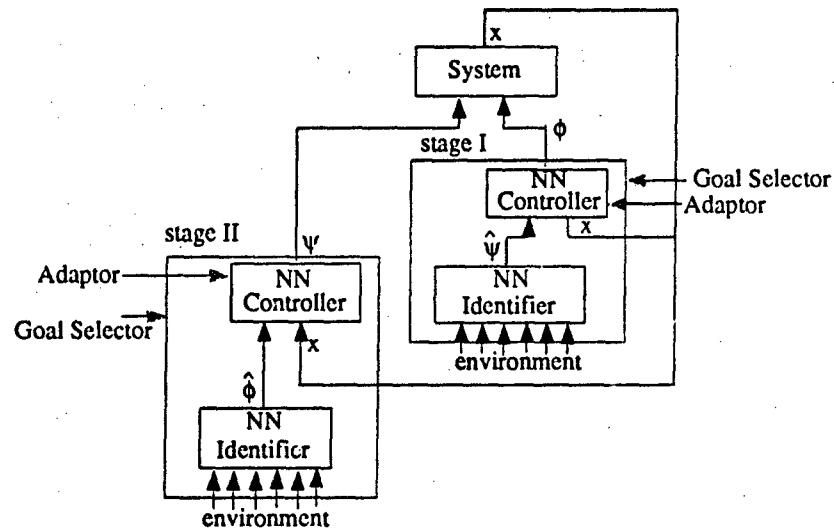 x
System
stage I
ϕ
NN
Controller
Goal Selector
Adaptor
x
ψ̂
NN
Identifier
environment
stage II
ψ
Adaptor
NN
Controller
Goal Selector
x
ϕ̂
NN
Identifier
environment